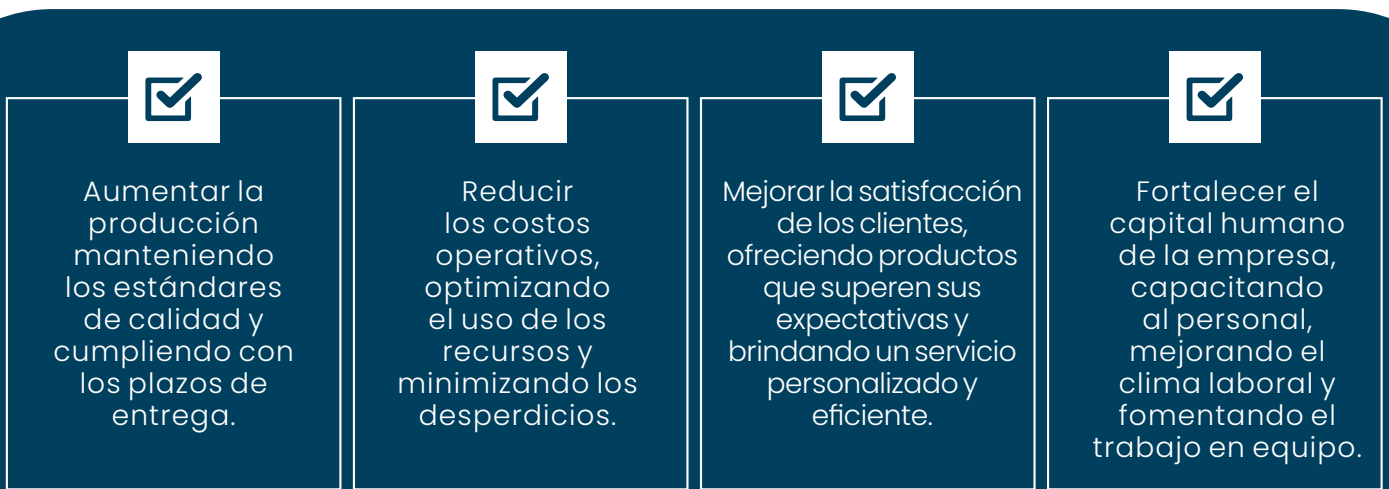 Aumentar la
producción
manteniendo
los estándares
de calidad y
cumpliendo con
los plazos de
entrega.
Reducir
los costos
operativos,
optimizando
el uso de los
recursos y
minimizando los
desperdicios.
Mejorar la satisfacción
de los clientes,
ofreciendo productos
que superen sus
expectativas y
brindando un servicio
personalizado y
eficiente.
Fortalecer el
capital humano
de la empresa,
capacitando
al personal,
mejorando el
clima laboral y
fomentando el
trabajo en equipo.